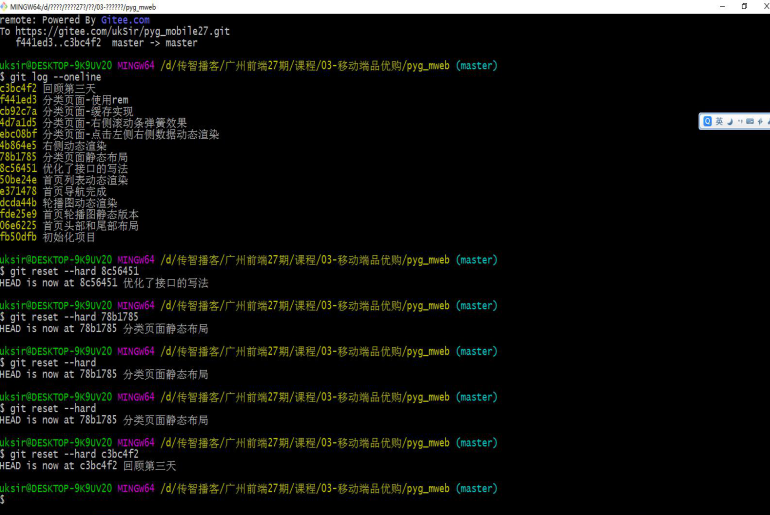 MINGW64:/d/????/????27?/??/03-??????/pyg_mweb
remote: Powered By Gitee.com
To https://gitee.com/ukSir/pyg_mobile27.git
f441ed3..c3bc4f2 master -> master
uksir@DESKTOP-9K9UV20 MINGW64 /d/传智播客/广州前端27期/课程/03-移动端品优购/pyg_mweb (master)
$ git log --oneline
c3bc4f2 回顾第三天
f441ed3 分类页面-使用rem
cb92c7a 分类页面-缓存实现
4d7a1d5 分类页面-右侧滚动条弹簧效果
ebc08bf 分类页面-点击左侧右侧数据动态渲染
4b864e5 右侧动态渲染
78b1785 分类页面静态布局
8c56451 优化了接口的写法
50be24e 首页列表动态渲染
e371478 首页导航完成
dcda44b 轮播图动态渲染
fde25e9 首页轮播图静态版本
06e6225 首页头部和尾部布局
fb50dfb 初始化项目
uksir@DESKTOP-9K9UV20 MINGW64 /d/传智播客/广州前端27期/课程/03-移动端品优购/pyg_mweb (master)
$ git reset --hard 8c56451
HEAD is now at 8c56451 优化了接口的写法
uksir@DESKTOP-9K9UV20 MINGW64 /d/传智播客/广州前端27期/课程/03-移动端品优购/pyg_mweb (master)
$ git reset --hard 78b1785
HEAD is now at 78b1785 分类页面静态布局
uksir@DESKTOP-9K9UV20 MINGW64 /d/传智播客/广州前端27期/课程/03-移动端品优购/pyg_mweb (master)
$ git reset --hard
HEAD is now at 78b1785 分类页面静态布局
uksir@DESKTOP-9K9UV20 MINGW64 /d/传智播客/广州前端27期/课程/03-移动端品优购/pyg_mweb (master)
$ git reset --hard
HEAD is now at 78b1785 分类页面静态布局
uksir@DESKTOP-9K9UV20 MINGW64 /d/传智播客/广州前端27期/课程/03-移动端品优购/pyg_mweb (master)
$ git reset --hard c3bc4f2
HEAD is now at c3bc4f2 回顾第三天
uksir@DESKTOP-9K9UV20 MINGW64 /d/传智播客/广州前端27期/课程/03-移动端品优购/pyg_mweb (master)
$
英